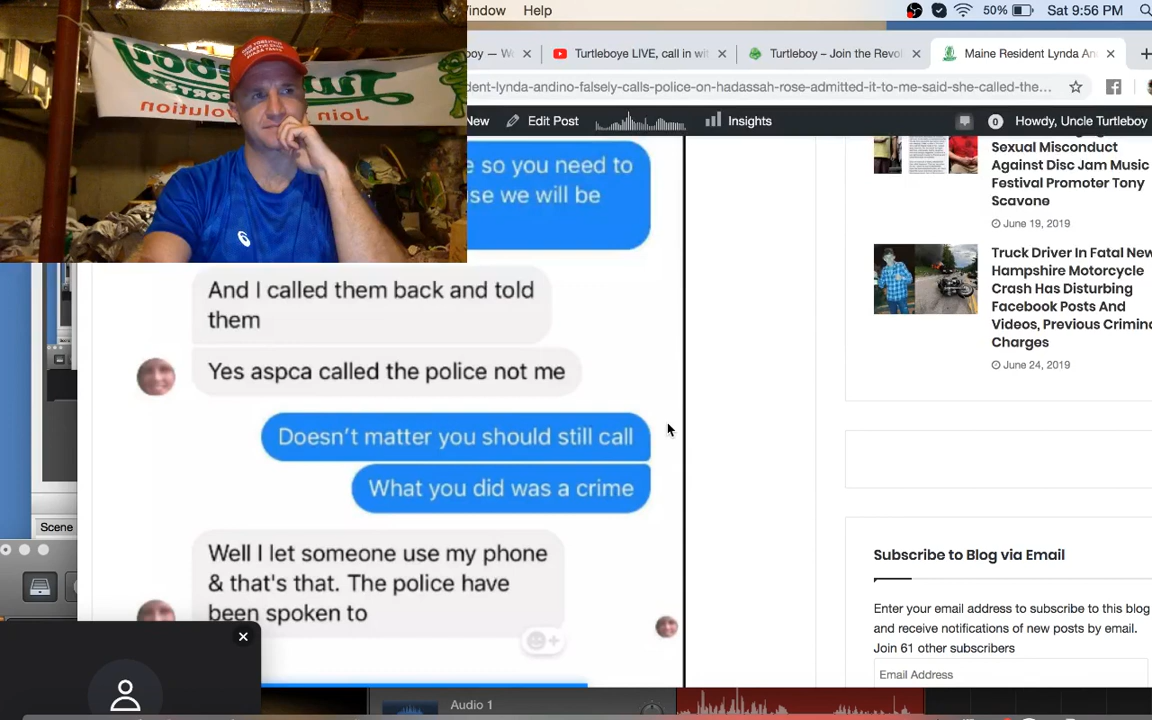 indow Help
50%
Sat 9:56 PM
Turtleboye LIVE, call in wit
Turtleboy – Join the Revol
Maine Resident Lynda An
dent-lynda-andino-falsely-calls-police-on-hadassah-rose-admitted-it-to-me-said-she-called-the…
New
Edit Post
Insights
0
Howdy, Uncle Turtleboy
Join
e so you need to
se we will be
And I called them back and told
them
Yes aspca called the police not me
Doesn't matter you should still call
What you did was a crime
Well I let someone use my phone
& that's that. The police have
been spoken to
Sexual Misconduct
Against Disc Jam Music
Festival Promoter Tony
Scavone
June 19, 2019
Truck Driver In Fatal New
Hampshire Motorcycle
Crash Has Disturbing
Facebook Posts And
Videos, Previous Crimin
Charges
June 24, 2019
Subscribe to Blog via Email
Enter your email address to subscribe to this blog
and receive notifications of new posts by email.
Join 61 other subscribers
Email Address
Scene
Audio 1